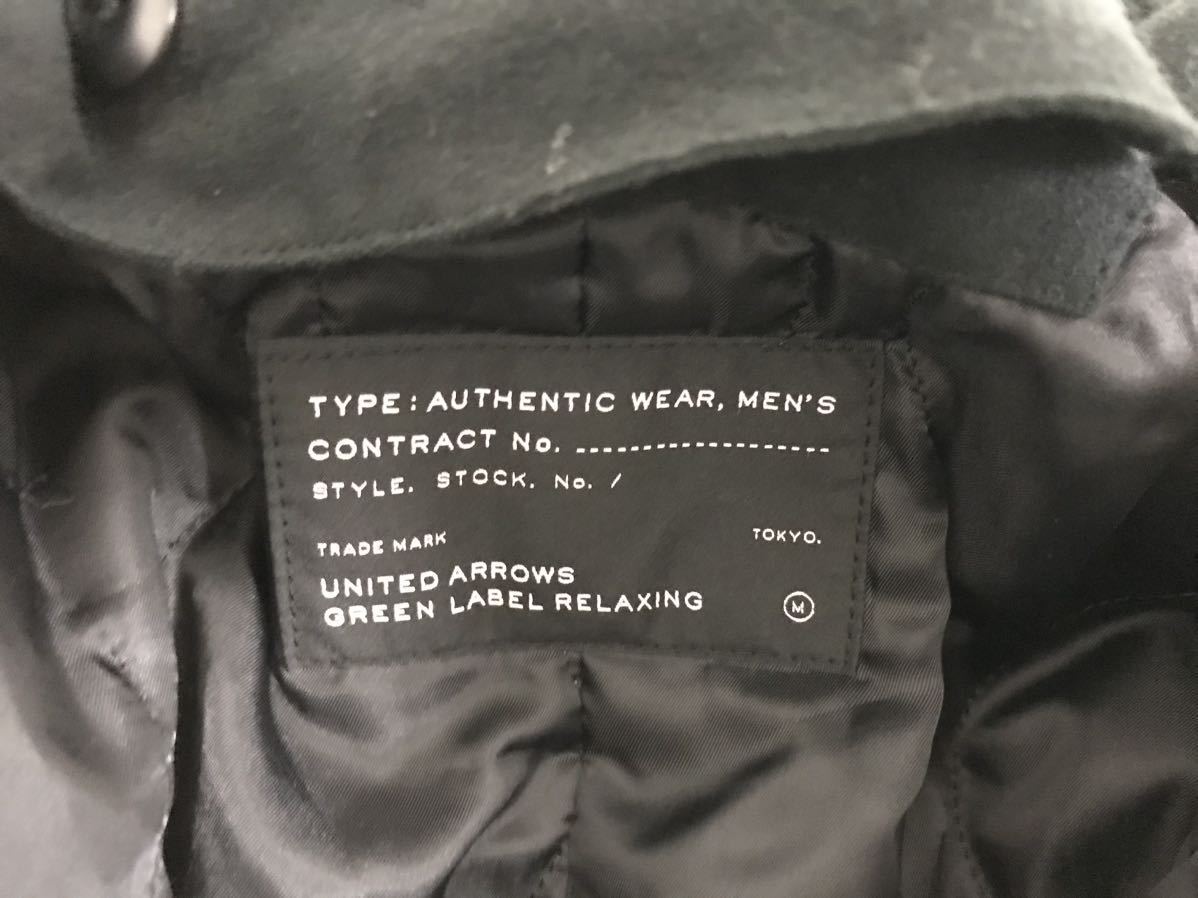 TYPE: AUTHENTIC WEAR, MEN'S
CONTRACT No. -------------------
STYLE. STOCK. No. /
TRADE MARK TOKYO.
UNITED ARROWS
GREEN LABEL RELAXING M